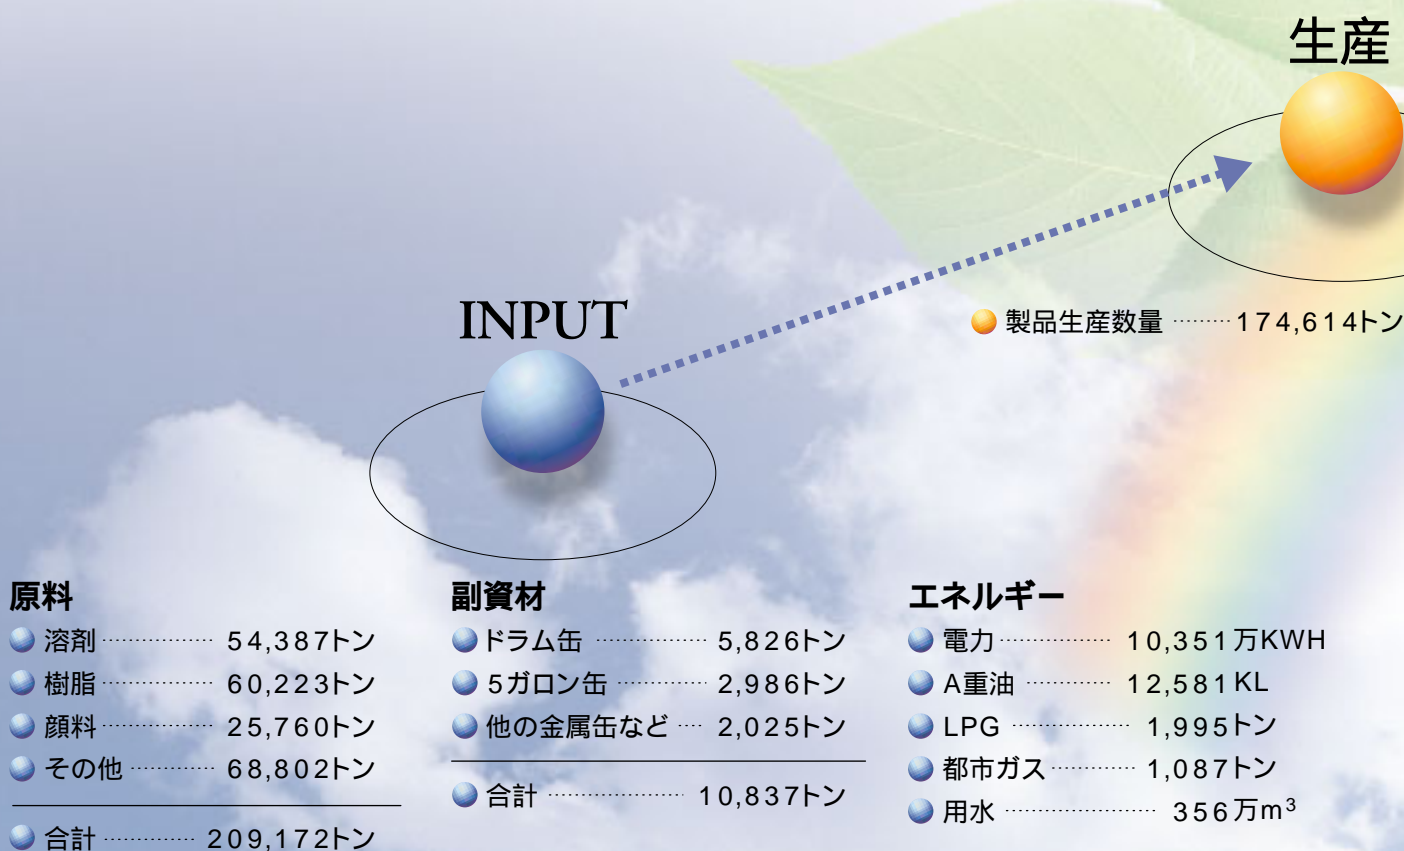 生産
製品生産数量 174,614トン
INPUT
原料
溶剤 54,387トン
樹脂 60,223トン
顔料 25,760トン
その他 68,802トン
合計 209,172トン
副資材
ドラム缶 5,826トン
5ガロン缶 2,986トン
他の金属缶など 2,025トン
合計 10,837トン
エネルギー
電力 10,351万KWH
A重油 12,581KL
LPG 1,995トン
都市ガス 1,087トン
用水 356万m³